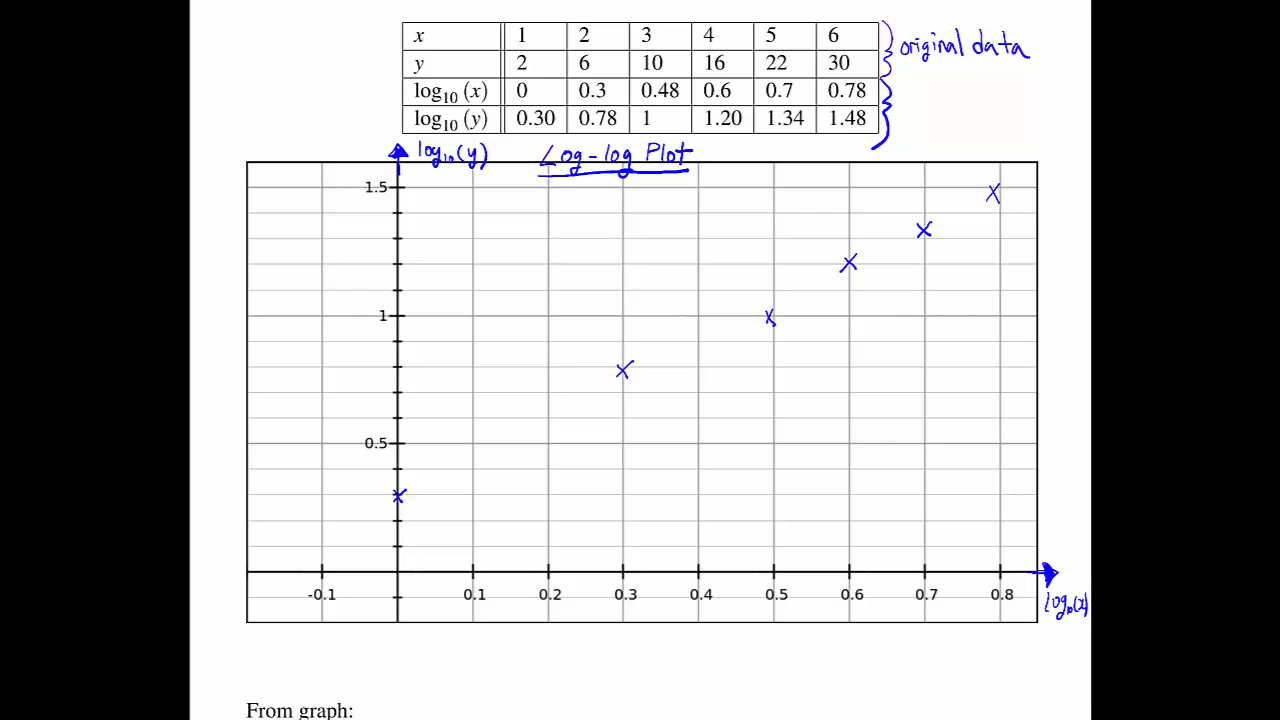 x 1 2 3 4 5 6
y 2 6 10 16 22 30
log₁₀ (x) 0 0.3 0.48 0.6 0.7 0.78
log₁₀ (y) 0.30 0.78 1 1.20 1.34 1.48
original data
log₁₀(y)
Log-log Plot
1.5
1
0.5
-0.1 0.1 0.2 0.3 0.4 0.5 0.6 0.7 0.8
log₁₀(x)
From graph: